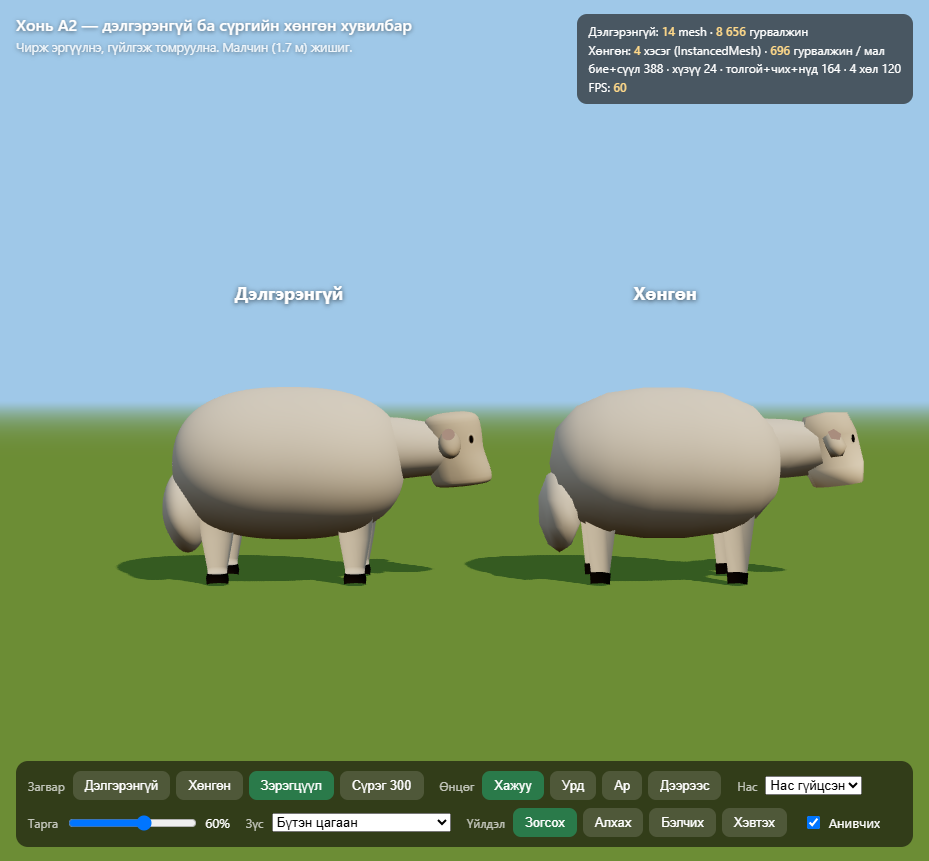 Хонь A2 — дэлгэрэнгүй ба сүргийн хөнгөн хувилбар
Чирж эргүүлнэ, гүйлгэж томруулна. Малчин (1.7 м) жишиг.
Дэлгэрэнгүй: 14 mesh · 8 656 гурвалжин
Хөнгөн: 4 хэсэг (InstancedMesh) · 696 гурвалжин / мал
бие+сүүл 388 · хүзүү 24 · толгой+чих+нүд 164 · 4 хөл 120
FPS: 60
Дэлгэрэнгүй Хөнгөн
Загвар Дэлгэрэнгүй Хөнгөн Зэрэгцүүл Сүрэг 300 Өнцөг Хажуу Урд Ар Дээрээс Нас Нас гүйцсэн
Тарга 60% Зүс Бүтэн цагаан Үйлдэл Зогсох Алхах Бэлчих Хэвтэх Анивчих